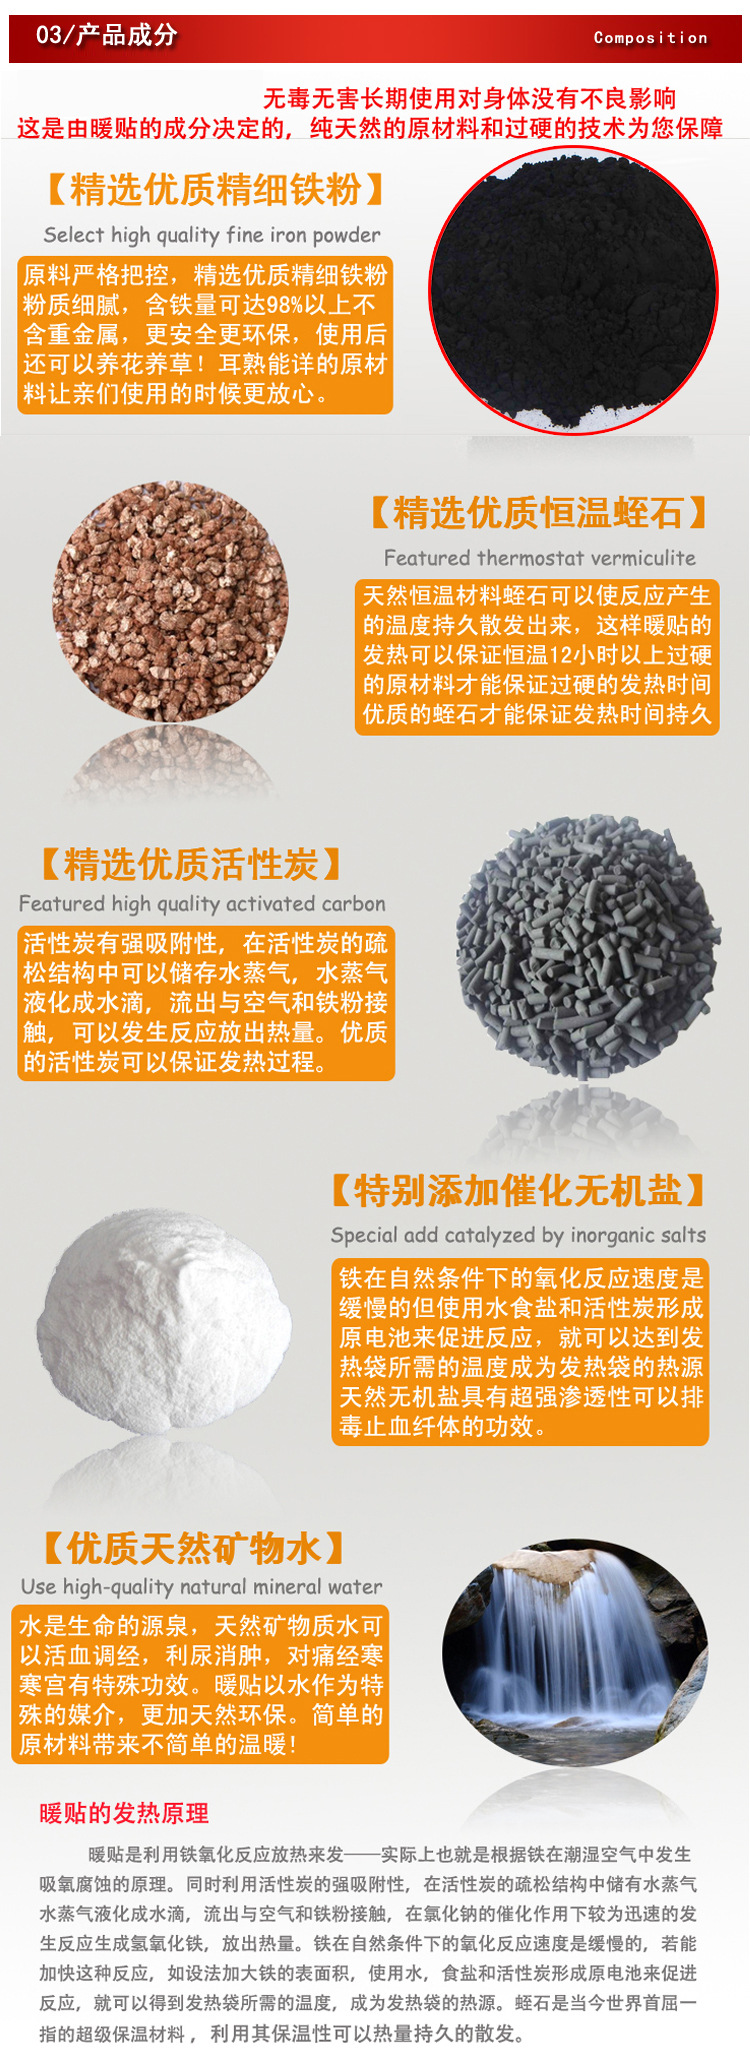 03/产品成分
Composition
无毒无害长期使用对身体没有不良影响
这是由暖贴的成分决定的，纯天然的原材料和过硬的技术为您保障
【精选优质精细铁粉】
Select high quality fine iron powder
原料严格把控，精选优质精细铁粉
粉质细腻，含铁量可达98%以上不
含重金属，更安全更环保，使用后
还可以养花养草！耳熟能详的原材
料让亲们使用的时候更放心。
【精选优质恒温蛭石】
Featured thermostat vermiculite
天然恒温材料蛭石可以使反应产生
的温度持久散发出来，这样暖贴的
发热可以保证恒温12小时以上过硬
的原材料才能保证过硬的发热时间
优质的蛭石才能保证发热时间持久
【精选优质活性炭】
Featured high quality activated carbon
活性炭有强吸附性，在活性炭的疏
松结构中可以储存水蒸气，水蒸气
液化成水滴，流出与空气和铁粉接
触，可以发生反应放出热量。优质
的活性炭可以保证发热过程。
【特别添加催化无机盐】
Special add catalyzed by inorganic salts
铁在自然条件下的氧化反应速度是
缓慢的但使用水食盐和活性炭形成
原电池来促进反应，就可以达到发
热袋所需的温度成为发热袋的热源
天然无机盐具有超强渗透性可以排
毒止血纤体的功效。
【优质天然矿物水】
Use high-quality natural mineral water
水是生命的源泉，天然矿物质水可
以活血调经，利尿消肿，对痛经寒
寒宫有特殊功效。暖贴以水作为特
殊的媒介，更加天然环保。简单的
原材料带来不简单的温暖！
暖贴的发热原理
暖贴是利用铁氧化反应放热来发——实际上也就是根据铁在潮湿空气中发生
吸氧腐蚀的原理。同时利用活性炭的强吸附性，在活性炭的疏松结构中储有水蒸气
水蒸气液化成水滴，流出与空气和铁粉接触，在氯化钠的催化作用下较为迅速的发
生反应生成氢氧化铁，放出热量。铁在自然条件下的氧化反应速度是缓慢的，若能
加快这种反应，如设法加大铁的表面积，使用水，食盐和活性炭形成原电池来促进
反应，就可以得到发热袋所需的温度，成为发热袋的热源。蛭石是当今世界首屈一
指的超级保温材料，利用其保温性可以热量持久的散发。